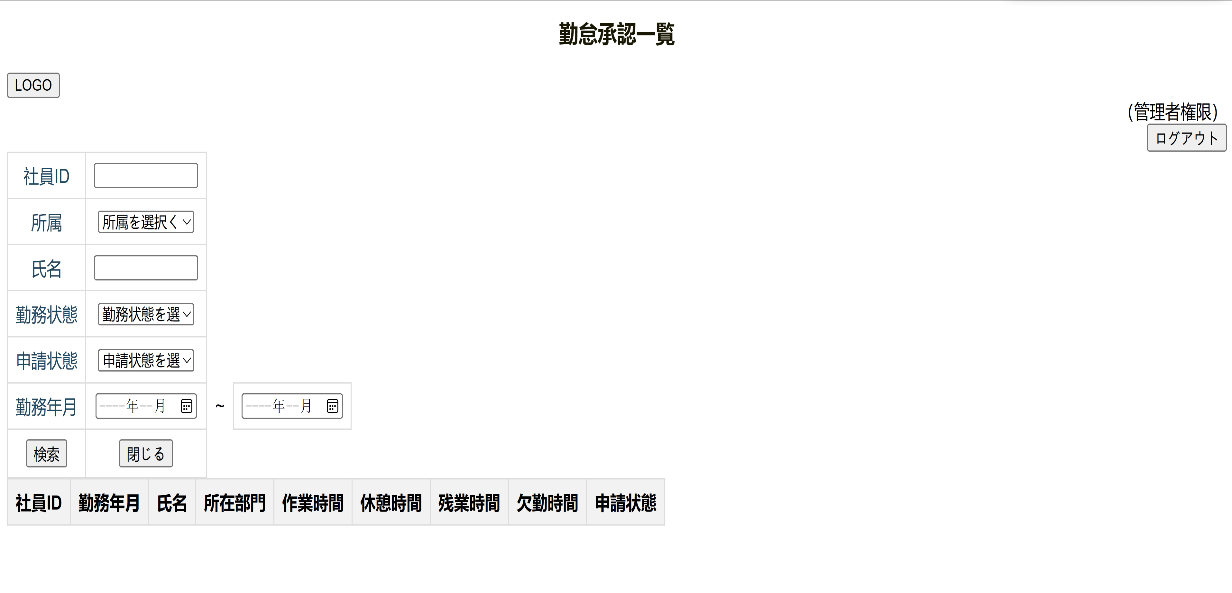 勤怠承認一覧
LOGO
(管理者権限)
ログアウト
社員ID
所属 所属を選択く
氏名
勤務状態 勤務状態を選
申請状態 申請状態を選
勤務年月 ----年--月 ~ ----年--月
検索 閉じる
社員ID 勤務年月 氏名 所在部門 作業時間 休憩時間 残業時間 欠勤時間 申請状態